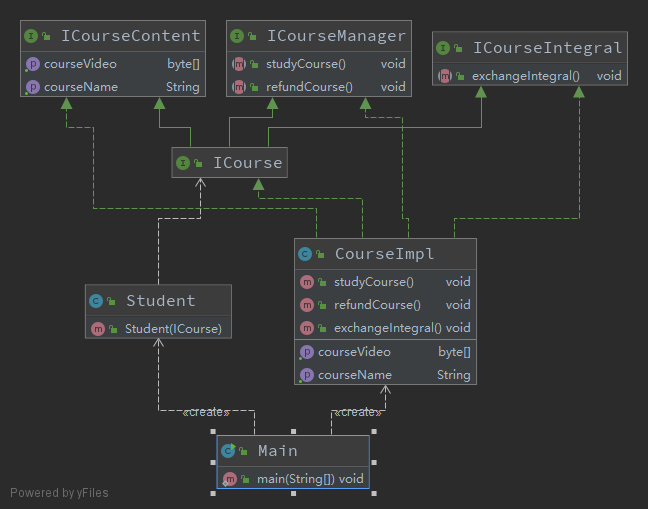 ICourseContent
courseVideo byte[]
courseName String
ICourseManager
studyCourse() void
refundCourse() void
ICourseIntegral
exchangeIntegral() void
ICourse
CourseImpl
studyCourse() void
refundCourse() void
exchangeIntegral() void
courseVideo byte[]
courseName String
Student
Student(ICourse)
«create»
«create»
Main
main(String[]) void
Powered by yFiles